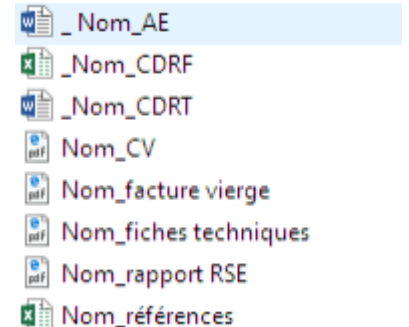 _ Nom_AE
_Nom_CDRF
_Nom_CDRT
Nom_CV
Nom_facture vierge
Nom_fiches techniques
Nom_rapport RSE
Nom_références